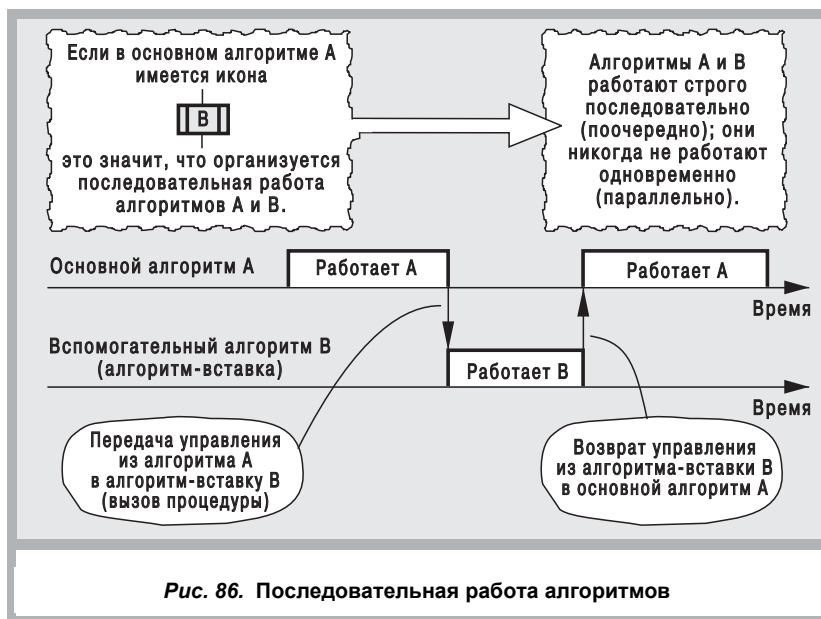 Если в основном алгоритме А
имеется икона
В
это значит, что организуется
последовательная работа
алгоритмов А и В.
Алгоритмы А и В
работают строго
последовательно
(поочередно); они
никогда не работают
одновременно
(параллельно).
Основной алгоритм А
Работает А
Работает А
Время
Вспомогательный алгоритм В
(алгоритм-вставка)
Работает В
Время
Передача управления
из алгоритма А
в алгоритм-вставку В
(вызов процедуры)
Возврат управления
из алгоритма-вставки В
в основной алгоритм А
Рис. 86. Последовательная работа алгоритмов